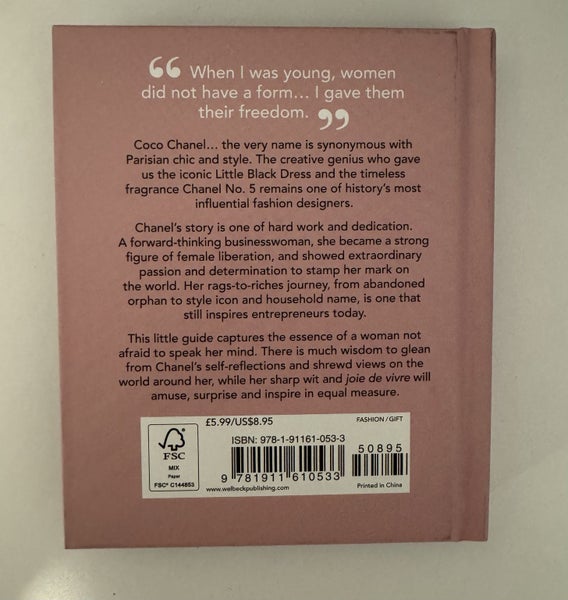 “ When I was young, women
did not have a form... I gave them
their freedom. ”
Coco Chanel... the very name is synonymous with
Parisian chic and style. The creative genius who gave
us the iconic Little Black Dress and the timeless
fragrance Chanel No. 5 remains one of history's most
influential fashion designers.
Chanel's story is one of hard work and dedication.
A forward-thinking businesswoman, she became a strong
figure of female liberation, and showed extraordinary
passion and determination to stamp her mark on
the world. Her rags-to-riches journey, from abandoned
orphan to style icon and household name, is one that
still inspires entrepreneurs today.
This little guide captures the essence of a woman not
afraid to speak her mind. There is much wisdom to glean
from Chanel's self-reflections and shrewd views on the
world around her, while her sharp wit and joie de vivre will
amuse, surprise and inspire in equal measure.
£5.99/US$8.95
FASHION / GIFT
ISBN: 978-1-91161-053-3
50895
9 781911 610533
www.welbeckpublishing.com
Printed in China
FSC
MIX
Paper
FSC® C144853